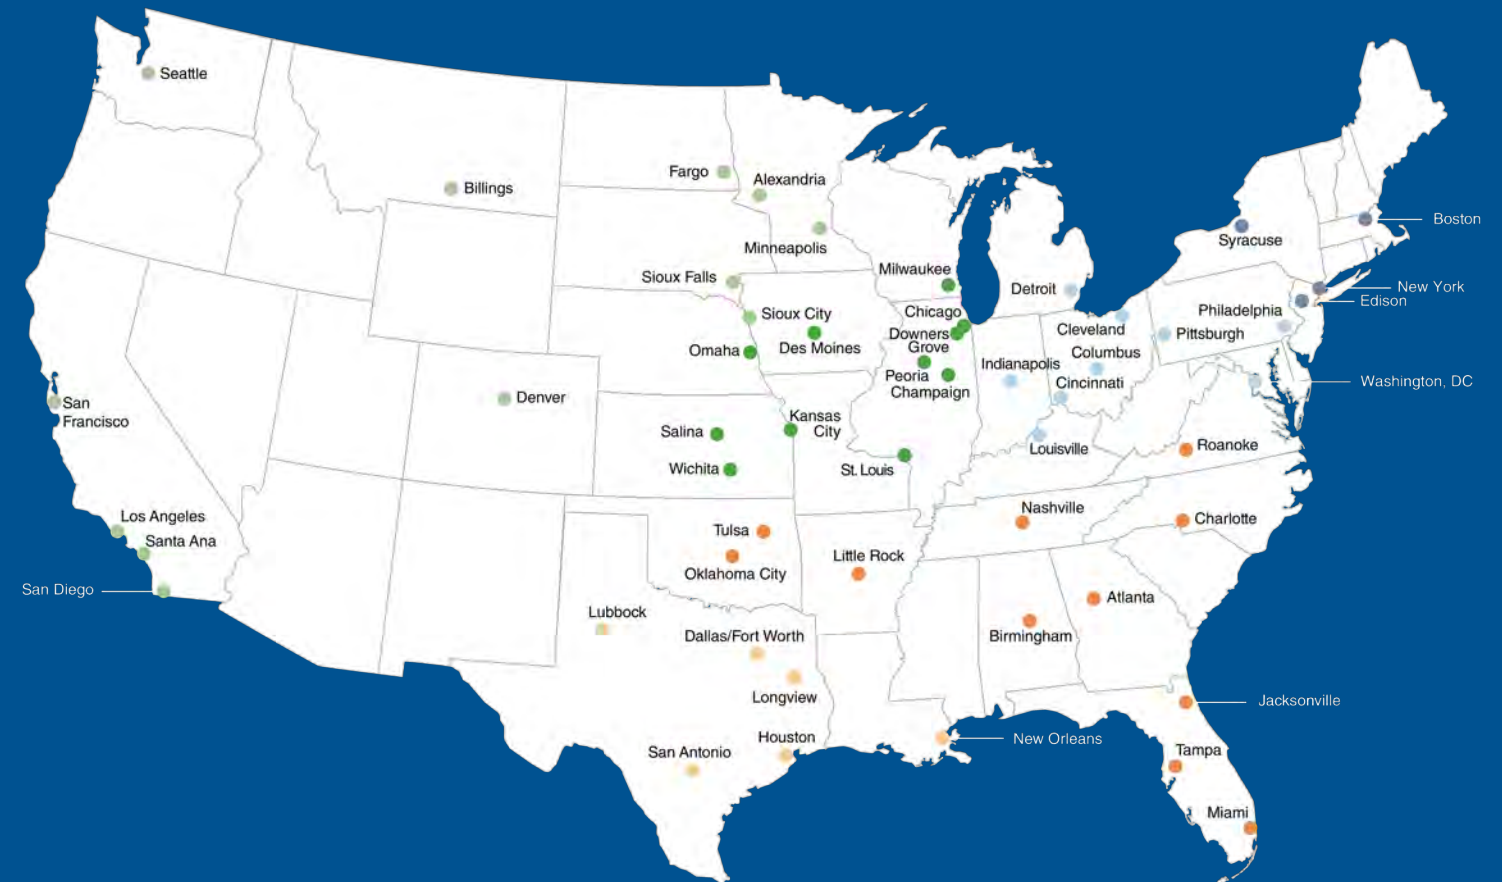 Seattle
Fargo
Alexandria
Billings
Boston
Syracuse
Minneapolis
Milwaukee
Sioux Falls
Detroit
New York
Edison
Philadelphia
Chicago
Sioux City
Cleveland
Downers
Grove
Pittsburgh
Des Moines
Omaha
Columbus
Indianapolis
Peoria
Cincinnati
Washington, DC
Champaign
Denver
San
Francisco
Kansas
City
Salina
Roanoke
Louisville
Wichita
St. Louis
Nashville
Los Angeles
Charlotte
Tulsa
Santa Ana
Little Rock
Oklahoma City
San Diego
Atlanta
Lubbock
Dallas/Fort Worth
Birmingham
Longview
Jacksonville
Houston
New Orleans
San Antonio
Tampa
Miami